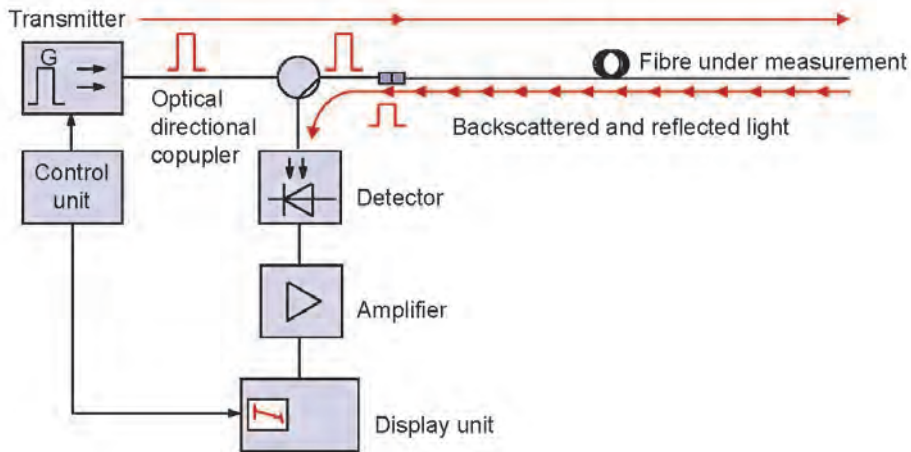 Transmitter
G
Optical
directional
copupler
Fibre under measurement
Backscattered and reflected light
Control
unit
Detector
Amplifier
Display unit